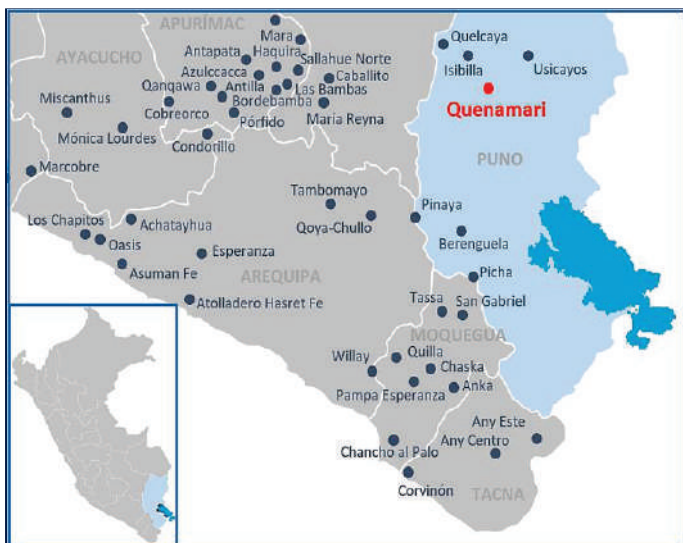 APURÍMAC
Mara
Quelcaya
AYACUCHO
Antapata
Haquira
Sallahue Norte
Isibilla
Usicayos
Azulccacca
Caballito
Qanqawa
Antilla
Las Bambas
Miscanthus
Bordebamba
Quenamari
Cobreorco
Pórfido
María Reyna
Mónica Lourdes
Condorillo
PUNO
Marcobre
Tambomayo
Pinaya
Los Chapitos
Achatayhua
Qoya-Chullo
Oasis
Esperanza
Berenguela
Asuman Fe
AREQUIPA
Picha
Atolladero Hasret Fe
Tassa
San Gabriel
MOQUEGUA
Willay
Quilla
Chaska
Pampa Esperanza
Anka
Any Este
Chancho al Palo
Any Centro
Corvinón
TACNA